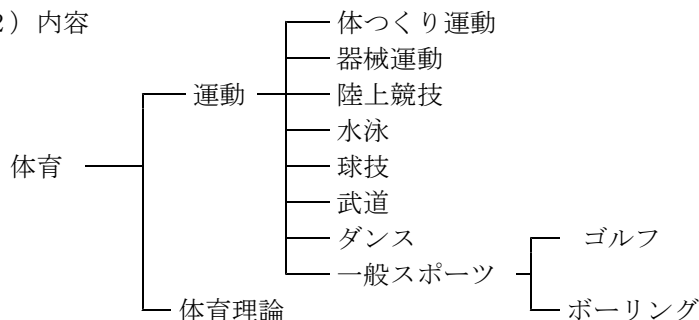 2）内容
体つくり運動
器械運動
運動
陸上競技
水泳
体育
球技
武道
ダンス
ゴルフ
一般スポーツ
体育理論
ボーリング